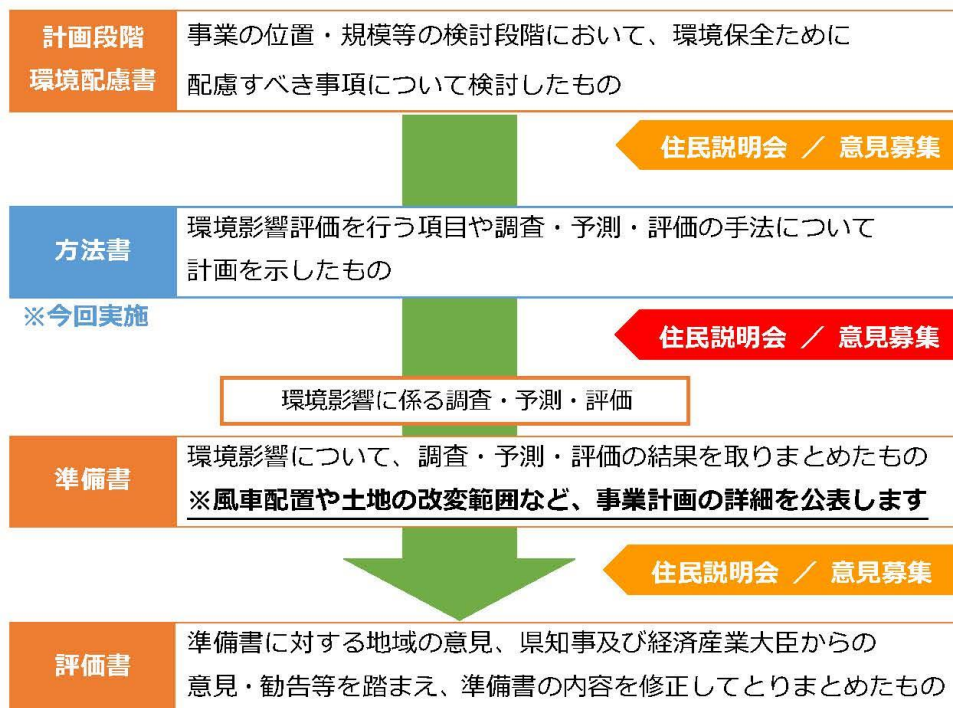 計画段階
環境配慮書
事業の位置・規模等の検討段階において、環境保全ために
配慮すべき事項について検討したもの
住民説明会 ／ 意見募集
方法書
環境影響評価を行う項目や調査・予測・評価の手法について
計画を示したもの
※今回実施
住民説明会 ／ 意見募集
環境影響に係る調査・予測・評価
準備書
環境影響について、調査・予測・評価の結果を取りまとめたもの
※風車配置や土地の改変範囲など、事業計画の詳細を公表します
住民説明会 ／ 意見募集
評価書
準備書に対する地域の意見、県知事及び経済産業大臣からの
意見・勧告等を踏まえ、準備書の内容を修正してとりまとめたもの